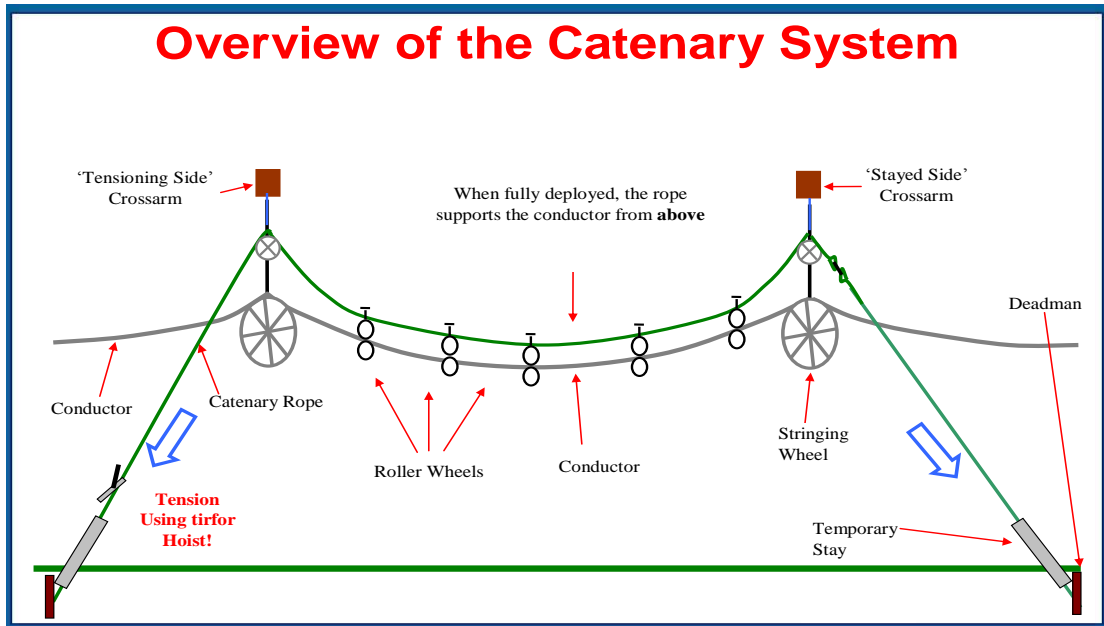 Overview of the Catenary System
‘Tensioning Side’
Crossarm
When fully deployed, the rope
supports the conductor from above
‘Stayed Side’
Crossarm
Deadman
Conductor
Catenary Rope
Roller Wheels
Conductor
Stringing
Wheel
Tension
Using tirfor
Hoist!
Temporary
Stay